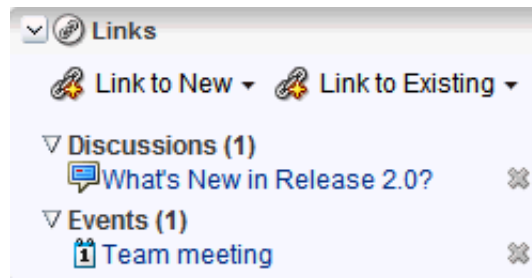 Links
Link to New Link to Existing
Discussions (1)
What's New in Release 2.0?
Events (1)
1 Team meeting